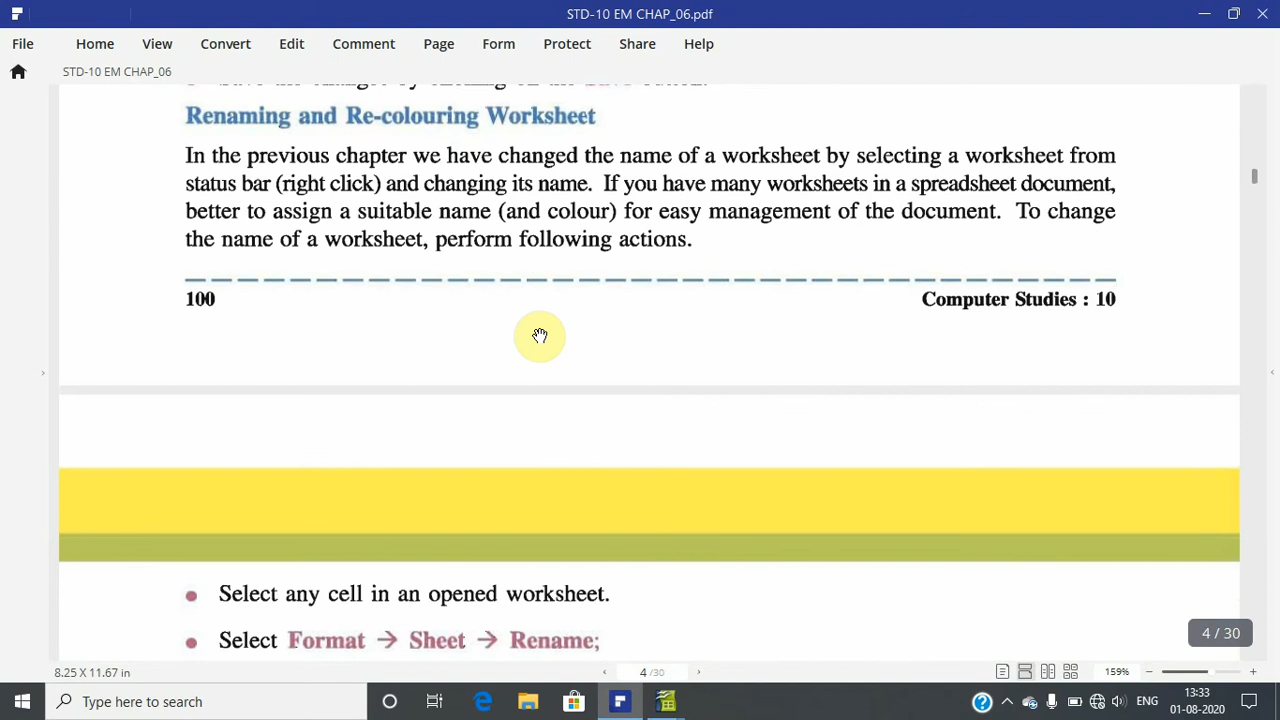 STD-10 EM CHAP_06.pdf
File Home View Convert Edit Comment Page Form Protect Share Help
STD-10 EM CHAP_06
Renaming and Re-colouring Worksheet
In the previous chapter we have changed the name of a worksheet by selecting a worksheet from
status bar (right click) and changing its name. If you have many worksheets in a spreadsheet document,
better to assign a suitable name (and colour) for easy management of the document. To change
the name of a worksheet, perform following actions.
100 Computer Studies : 10
• Select any cell in an opened worksheet.
• Select Format → Sheet → Rename;
4 / 30
8.25 X 11.67 in 4 /30 159%
Type here to search ENG 13:33
01-08-2020